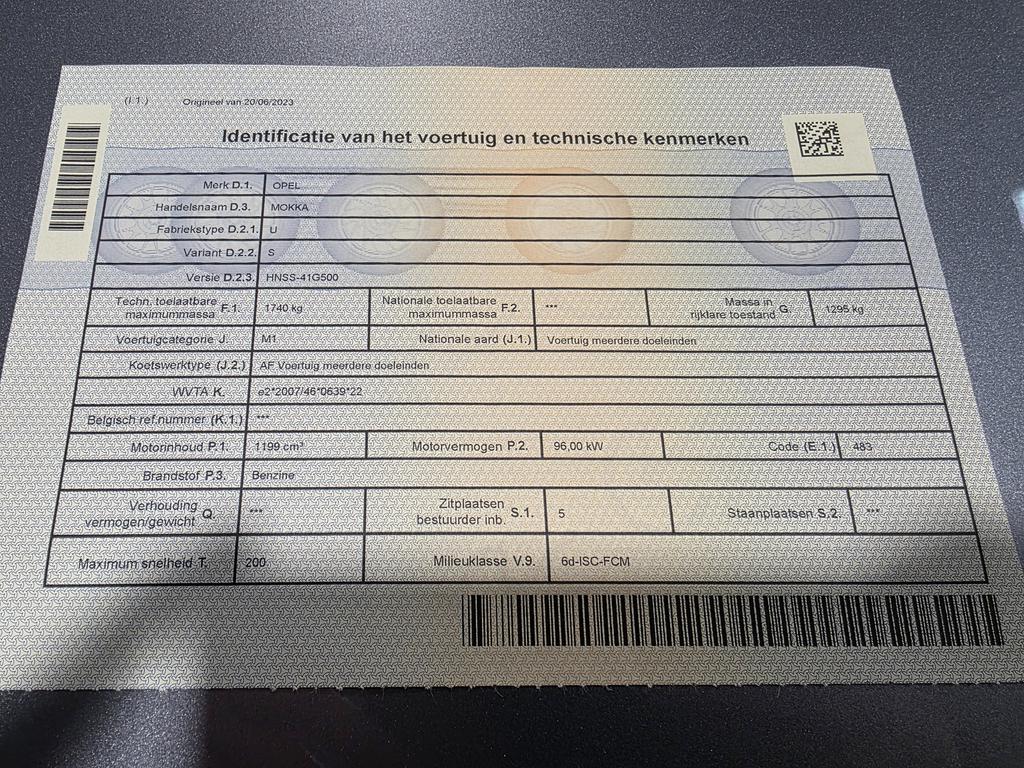 (I.1.) Origineel van 20/06/2023
Identificatie van het voertuig en technische kenmerken
Merk D.1. OPEL
Handelsnaam D.3. MOKKA
Fabriekstype D.2.1. U
Variant D.2.2. S
Versie D.2.3. HNSS-41G500
Techn. toelaatbare maximummassa F.1. 1740 kg Nationale toelaatbare maximummassa F.2. *** Massa in rijklare toestand G. 1295 kg
Voertuigcategorie J. M1 Nationale aard (J.1.) Voertuig meerdere doeleinden
Koetswerktype (J.2.) AF Voertuig meerdere doeleinden
WVTA K. e2*2007/46*0639*22
Belgisch ref.nummer (K.1.) ***
Motorinhoud P.1. 1199 cm³ Motorvermogen P.2. 96,00 kW Code (E.1.) 483
Brandstof P.3. Benzine
Verhouding vermogen/gewicht Q. *** Zitplaatsen bestuurder inb. S.1. 5 Staanplaatsen S.2. ***
Maximum snelheid T. 200 Milieuklasse V.9. 6d-ISC-FCM